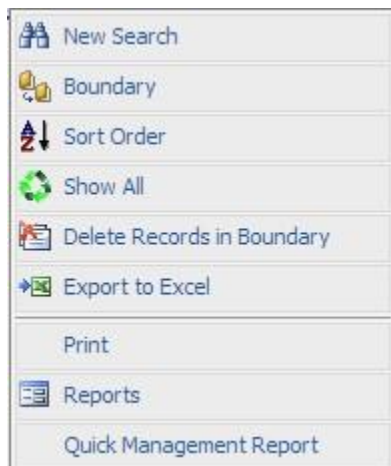 New Search
Boundary
Sort Order
Show All
Delete Records in Boundary
Export to Excel
Print
Reports
Quick Management Report